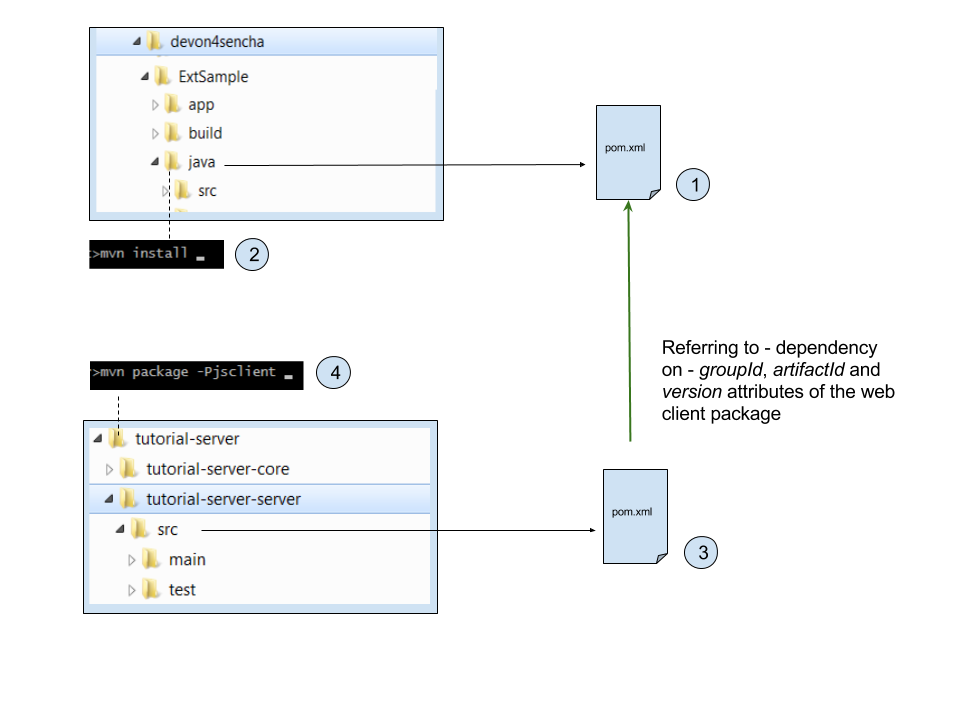 devon4sencha
ExtSample
app
build
java
src
pom.xml
1
>mvn install _
2
>mvn package -Pjsclient _
4
Referring to - dependency
on - groupId, artifactId and
version attributes of the web
client package
tutorial-server
tutorial-server-core
tutorial-server-server
src
main
test
pom.xml
3